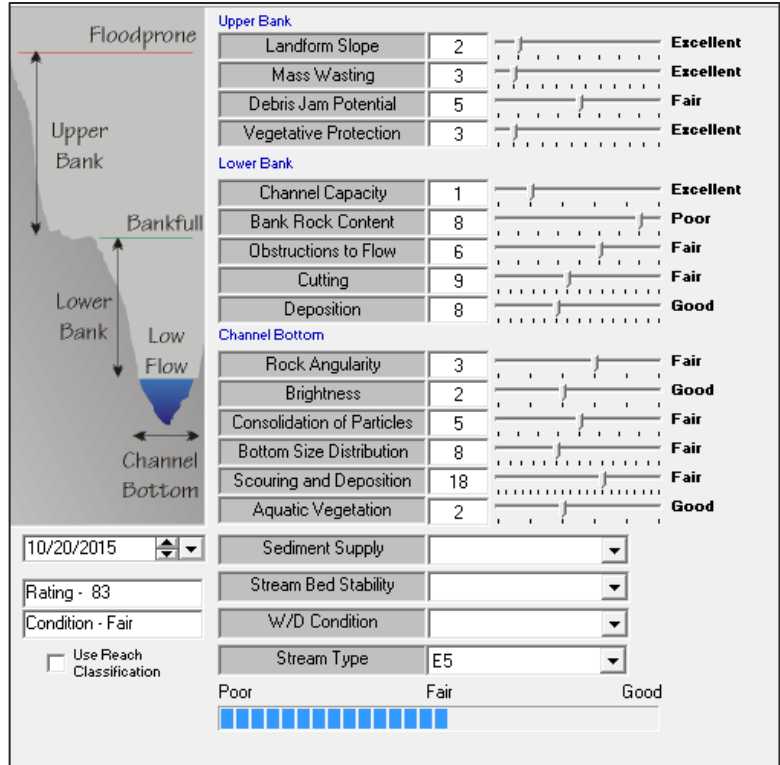 Floodprone
Upper
Bank
Bankfull
Lower
Bank
Low
Flow
Channel
Bottom
10/20/2015
Rating - 83
Condition - Fair
Use Reach
Classification
Upper Bank
Landform Slope 2 Excellent
Mass Wasting 3 Excellent
Debris Jam Potential 5 Fair
Vegetative Protection 3 Excellent
Lower Bank
Channel Capacity 1 Excellent
Bank Rock Content 8 Poor
Obstructions to Flow 6 Fair
Cutting 9 Fair
Deposition 8 Good
Channel Bottom
Rock Angularity 3 Fair
Brightness 2 Good
Consolidation of Particles 5 Fair
Bottom Size Distribution 8 Fair
Scouring and Deposition 18 Fair
Aquatic Vegetation 2 Good
Sediment Supply
Stream Bed Stability
W/D Condition
Stream Type E5
Poor Fair Good